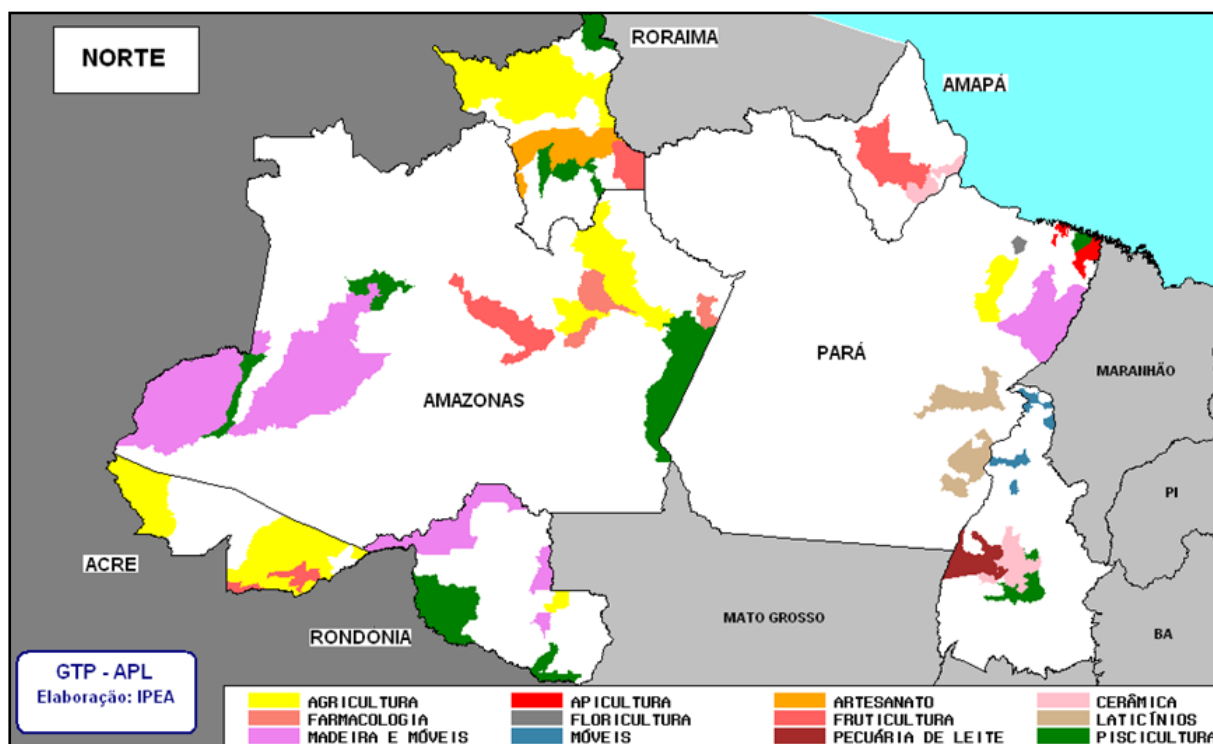 NORTE
RORAIMA
AMAPÁ
PARÁ
MARANHÃO
AMAZONAS
PI
ACRE
MATO GROSSO
BA
RONDÔNIA
GTP - APL
Elaboração: IPEA
AGRICULTURA
APICULTURA
ARTESANATO
CERÂMICA
FARMACOLOGIA
FLORICULTURA
FRUTICULTURA
LATICÍNIOS
MADEIRA E MÓVEIS
MÓVEIS
PECUÁRIA DE LEITE
PISCICULTURA